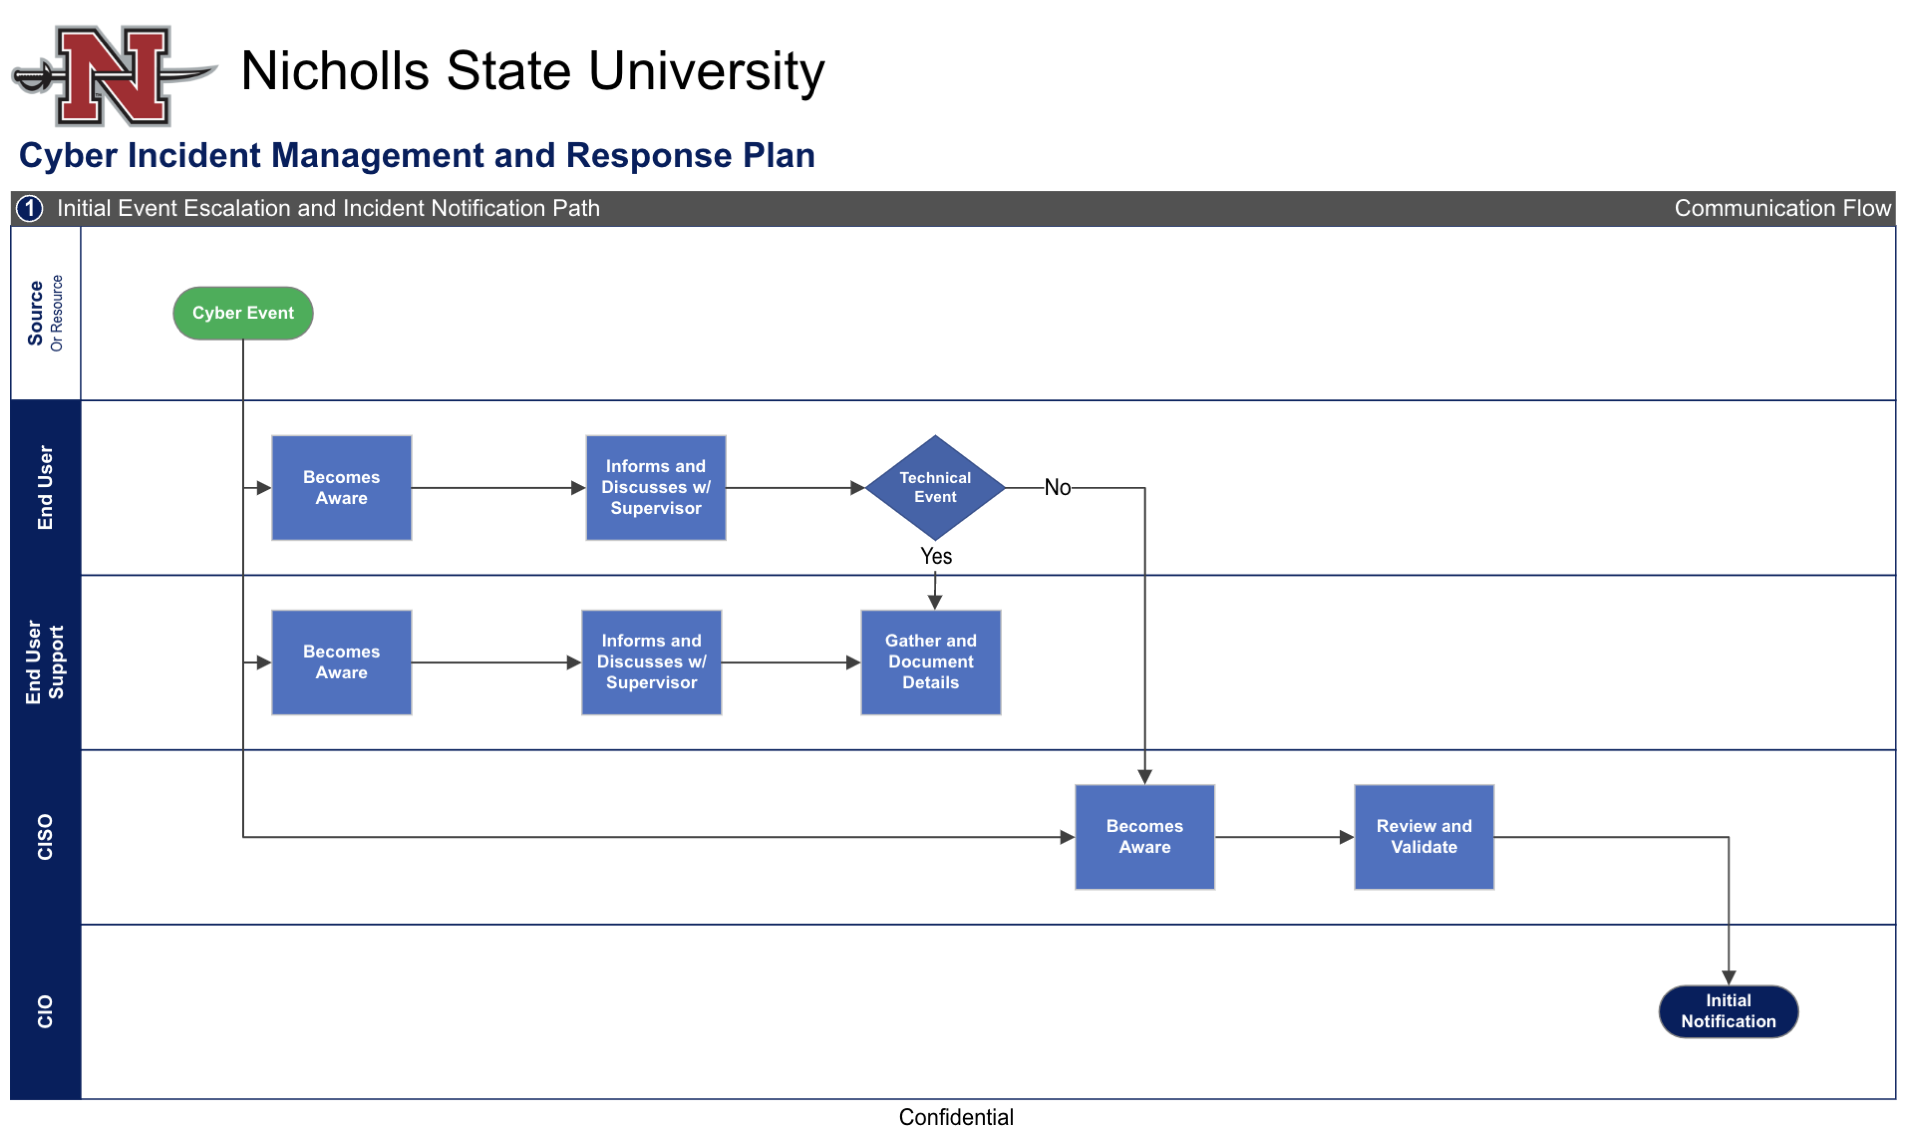 N
Nicholls State University
Cyber Incident Management and Response Plan
1 Initial Event Escalation and Incident Notification Path
Communication Flow
Source
Or Resource
Cyber Event
End User
Becomes
Aware
Informs and
Discusses w/
Supervisor
Technical
Event
No
Yes
End User
Support
Becomes
Aware
Informs and
Discusses w/
Supervisor
Gather and
Document
Details
CISO
Becomes
Aware
Review and
Validate
CIO
Initial
Notification
Confidential